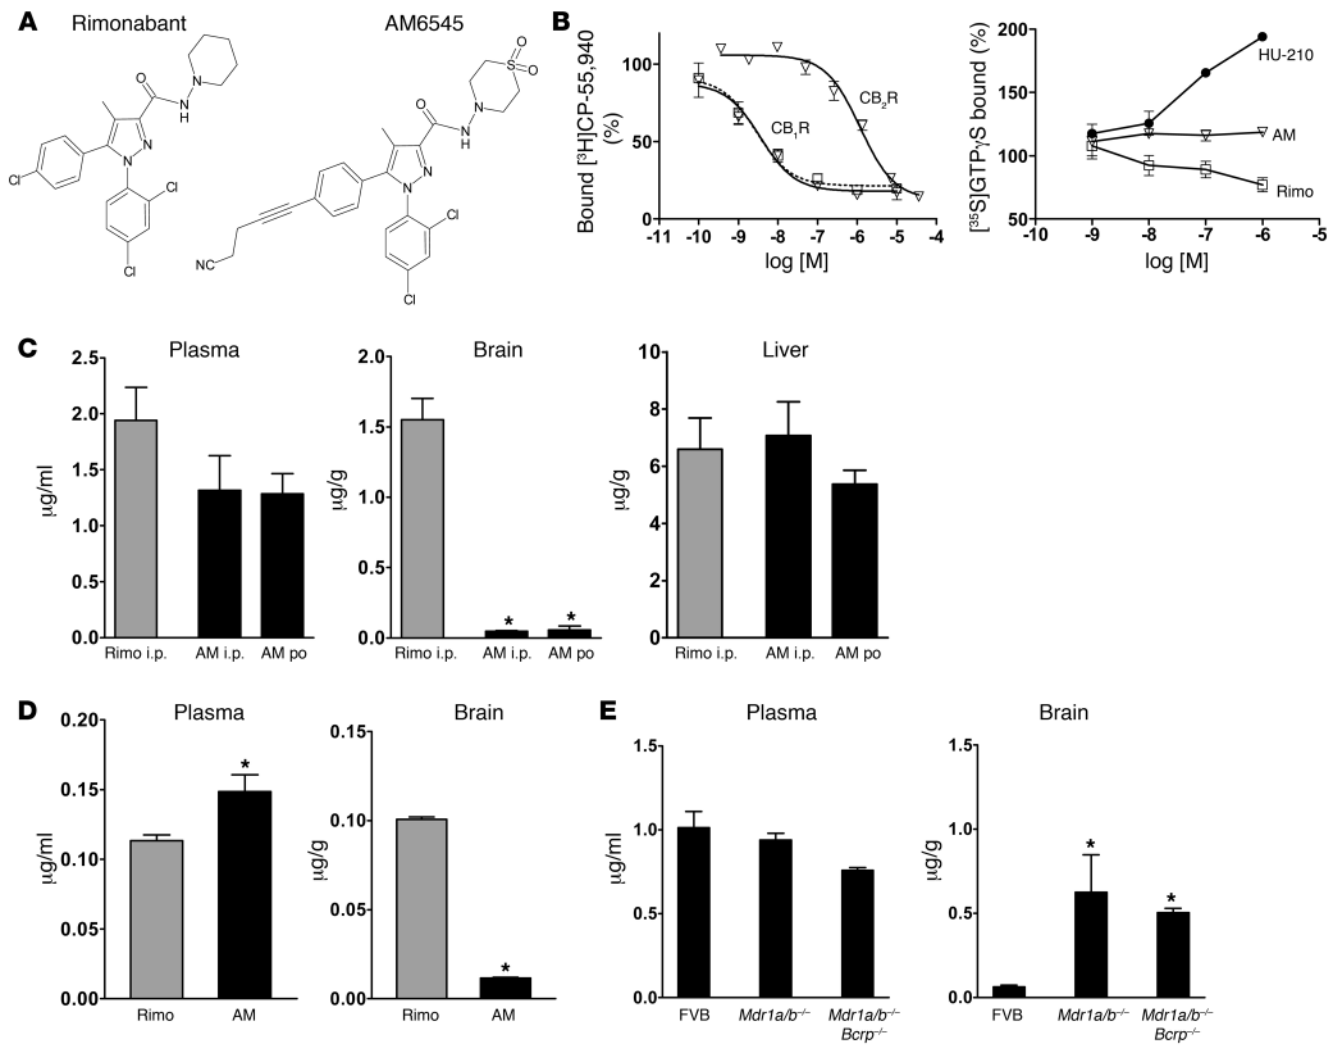 A
Rimonabant
AM6545
O
N
N
H
N
N
Cl
Cl
Cl
O
S
O
N
O
N
H
N
N
Cl
Cl
NC
B
Bound [³H]CP-55,940
(%)
100
50
0
CB₂R
CB₁R
-11 -10 -9 -8 -7 -6 -5 -4
log [M]
[³⁵S]GTPγS bound (%)
200
150
100
50
HU-210
AM
Rimo
-10 -9 -8 -7 -6 -5
log [M]
C
Plasma
µg/ml
2.5
2.0
1.5
1.0
0.5
0.0
Rimo i.p. AM i.p. AM po
Brain
µg/g
2.0
1.5
1.0
0.5
0.0
* *
Rimo i.p. AM i.p. AM po
Liver
µg/g
10
8
6
4
2
0
Rimo i.p. AM i.p. AM po
D
Plasma
µg/ml
0.20
0.15
0.10
0.05
0.00
*
Rimo AM
Brain
µg/g
0.15
0.10
0.05
0.00
*
Rimo AM
E
Plasma
µg/ml
1.5
1.0
0.5
0.0
FVB Mdr1a/b⁻/⁻ Mdr1a/b⁻/⁻
Bcrp⁻/⁻
Brain
µg/g
1.5
1.0
0.5
0.0
* *
FVB Mdr1a/b⁻/⁻ Mdr1a/b⁻/⁻
Bcrp⁻/⁻